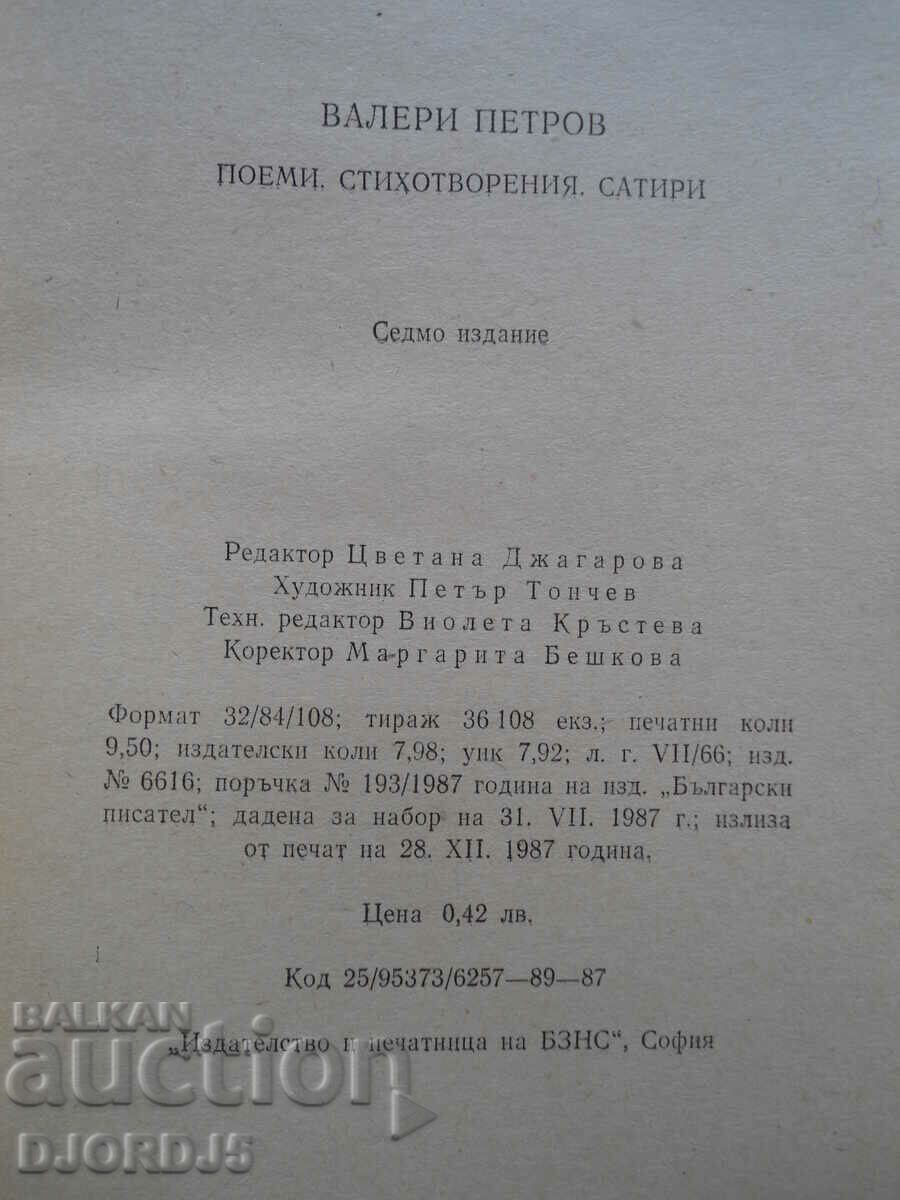 ВАЛЕРИ ПЕТРОВ
ПОЕМИ. СТИХОТВОРЕНИЯ. САТИРИ
Седмо издание
Редактор Цветана Джагарова
Художник Петър Тончев
Техн. редактор Виолета Кръстева
Коректор Маргарита Бешкова
Формат 32/84/108; тираж 36 108 екз.; печатни коли
9,50; издателски коли 7,98; уик 7,92; л. г. VII/66; изд.
№ 6616; поръчка № 193/1987 година на изд. „Български
писател“; дадена за набор на 31. VII. 1987 г.; излиза
от печат на 28. XII. 1987 година.
Цена 0,42 лв.
Код 25/95373/6257—89—87
„Издателство и печатница на БЗНС“, София
BALKAN
auction
DJORDJ5